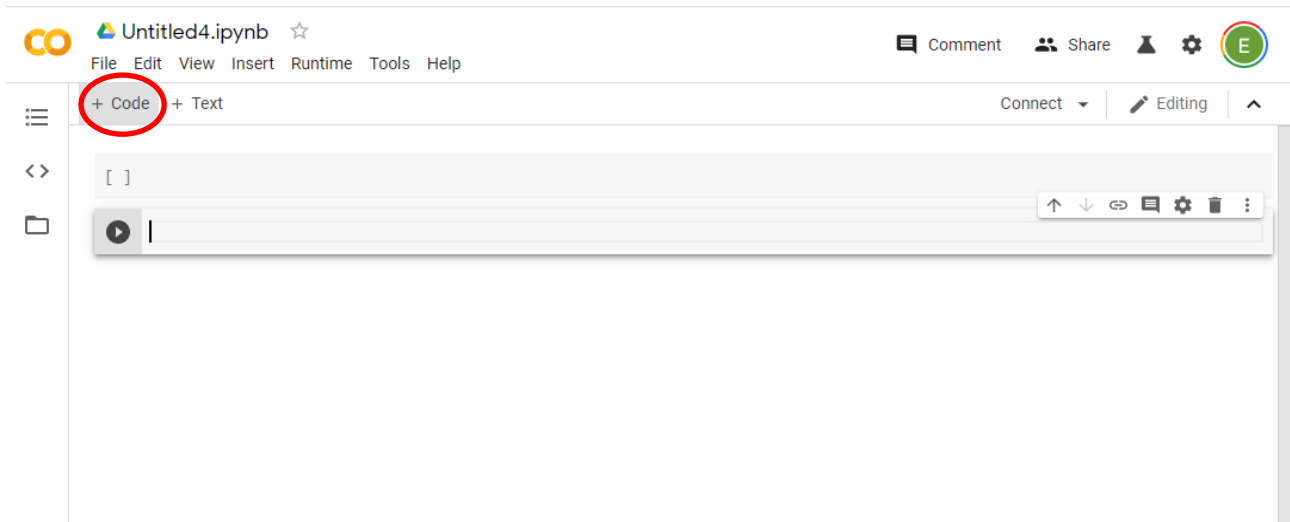 CO Untitled4.ipynb
File Edit View Insert Runtime Tools Help
Comment Share E
+ Code + Text Connect Editing
[ ]